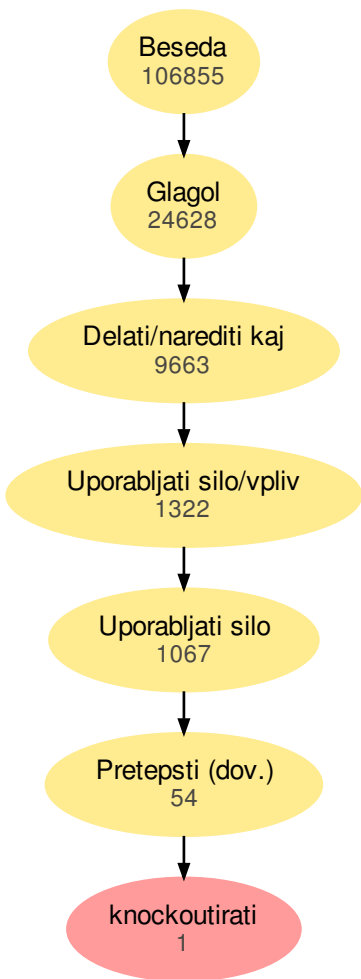 Beseda
106855
Glagol
24628
Delati/narediti kaj
9663
Uporabljati silo/vpliv
1322
Uporabljati silo
1067
Pretepsti (dov.)
54
knockoutirati
1